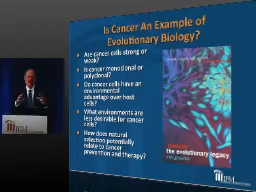 Is Cancer An Example of
Evolutionary Biology?
Are cancer cells strong or
weak?
Is cancer monoclonal or
polyclonal?
Do cancer cells have an
environmental
advantage over host
cells?
What environments are
less desirable for cancer
cells?
How does natural
selection potentially
relate to cancer
prevention and therapy?
the evolutionary legacy
IFM